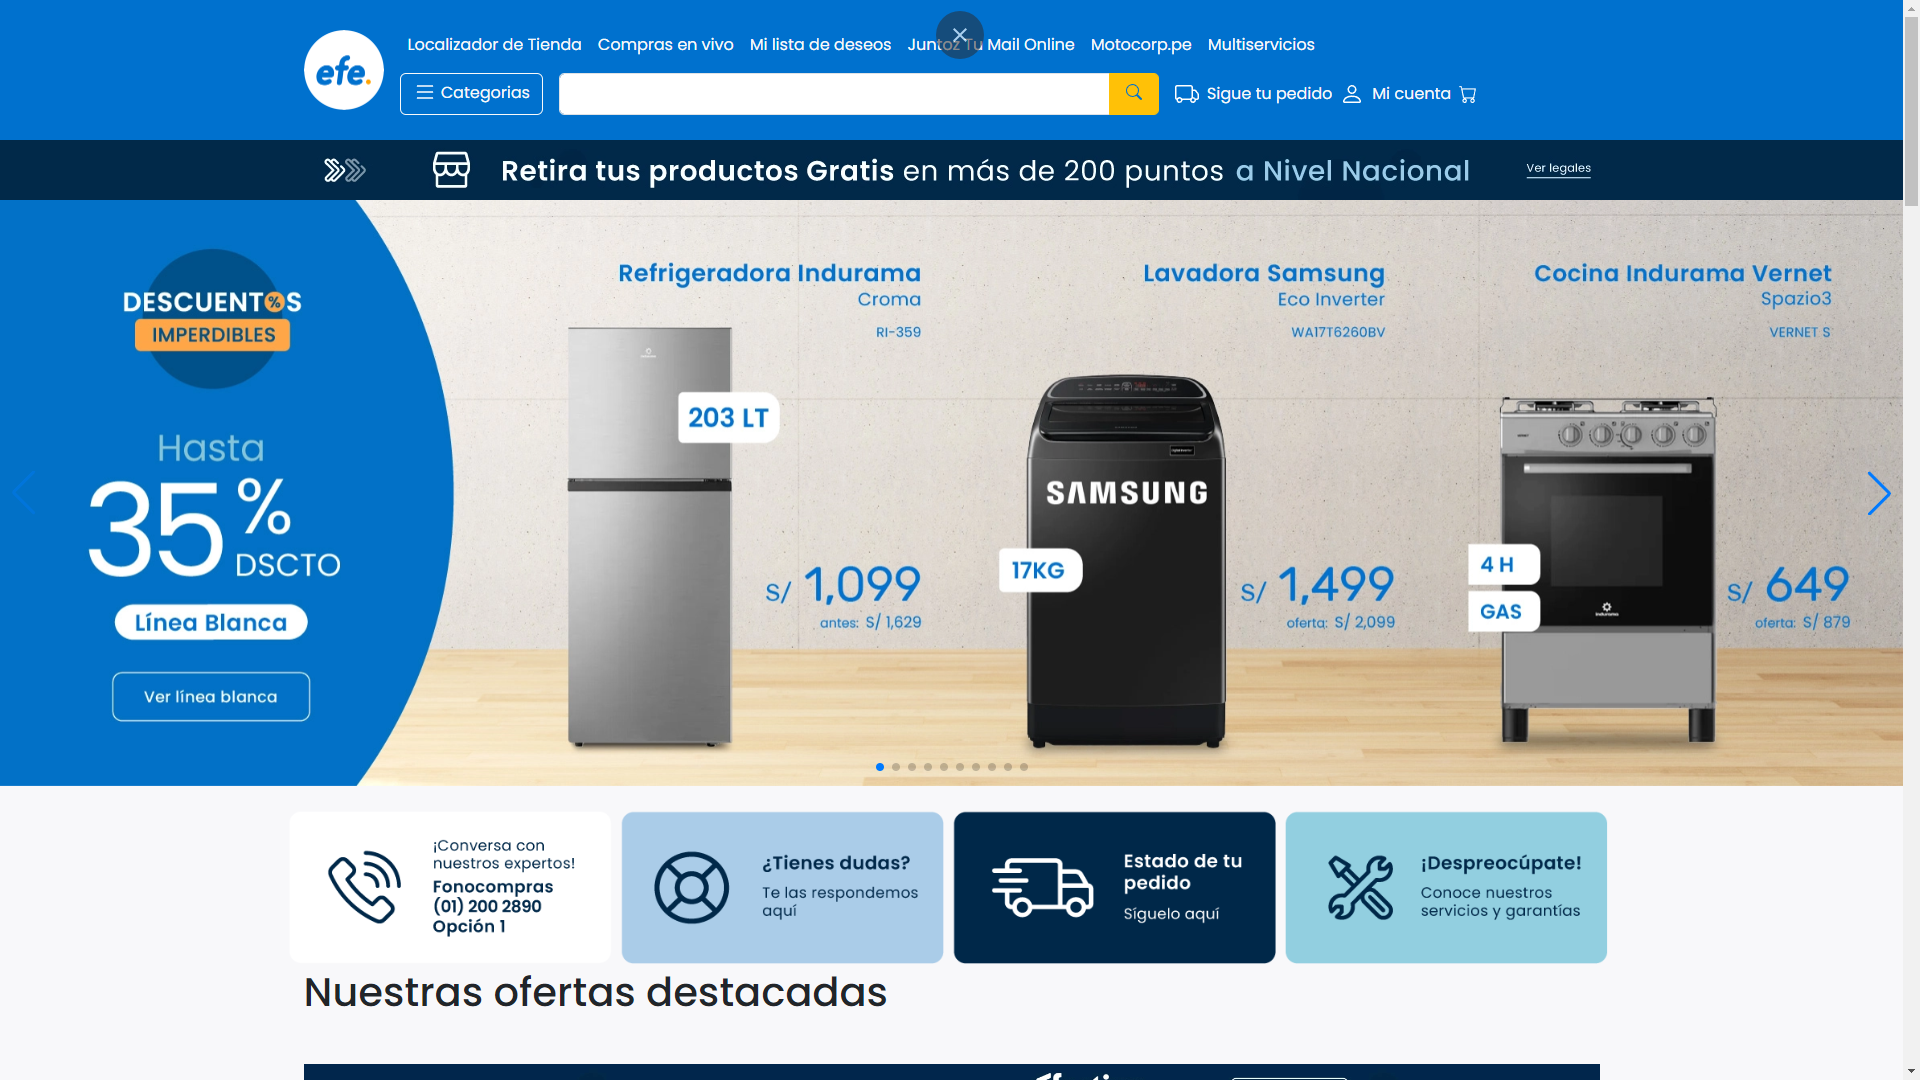 Localizador de Tienda Compras en vivo Mi lista de deseos Juntoz Tu Mail Online Motocorp.pe Multiservicios
efe.
Categorias
Sigue tu pedido
Mi cuenta
Retira tus productos Gratis en más de 200 puntos a Nivel Nacional
Ver legales
DESCUENT%S
IMPERDIBLES
Hasta
35%
DSCTO
Línea Blanca
Ver línea blanca
Refrigeradora Indurama
Croma
RI-359
203 LT
S/ 1,099
antes: S/ 1,629
Lavadora Samsung
Eco Inverter
WA17T6260BV
SAMSUNG
17KG
S/ 1,499
oferta: S/ 2,099
Cocina Indurama Vernet
Spazio3
VERNET S
4 H
GAS
indurama
S/ 649
oferta: S/ 879
¡Conversa con
nuestros expertos!
Fonocompras
(01) 200 2890
Opción 1
¿Tienes dudas?
Te las respondemos
aquí
Estado de tu
pedido
Síguelo aquí
¡Despreocúpate!
Conoce nuestros
servicios y garantías
Nuestras ofertas destacadas